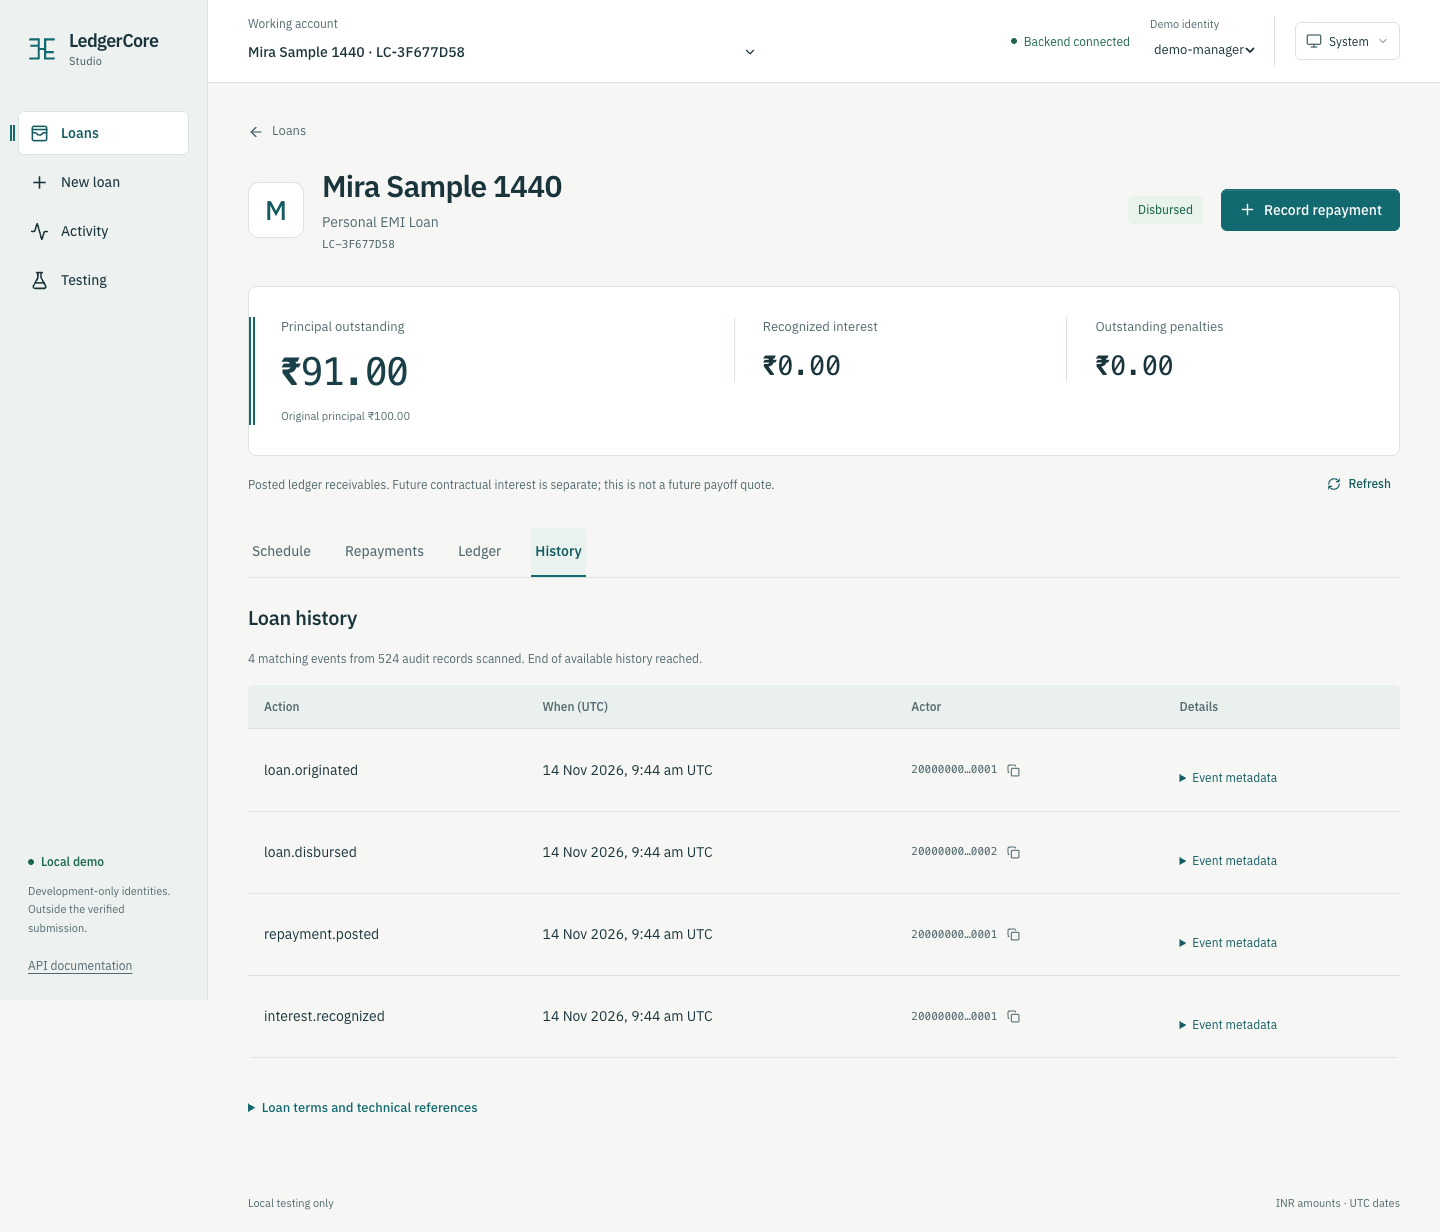 LedgerCore
Studio
Loans
New loan
Activity
Testing
Local demo
Development-only identities.
Outside the verified
submission.
API documentation
Working account
Mira Sample 1440 · LC-3F677D58
Backend connected
Demo identity
demo-manager
System
Loans
M
Mira Sample 1440
Personal EMI Loan
LC-3F677D58
Disbursed
Record repayment
Principal outstanding
₹91.00
Original principal ₹100.00
Recognized interest
₹0.00
Outstanding penalties
₹0.00
Posted ledger receivables. Future contractual interest is separate; this is not a future payoff quote.
Refresh
Schedule Repayments Ledger History
Loan history
4 matching events from 524 audit records scanned. End of available history reached.
Action When (UTC) Actor Details
loan.originated 14 Nov 2026, 9:44 am UTC 20000000…0001 Event metadata
loan.disbursed 14 Nov 2026, 9:44 am UTC 20000000…0002 Event metadata
repayment.posted 14 Nov 2026, 9:44 am UTC 20000000…0001 Event metadata
interest.recognized 14 Nov 2026, 9:44 am UTC 20000000…0001 Event metadata
Loan terms and technical references
Local testing only
INR amounts · UTC dates